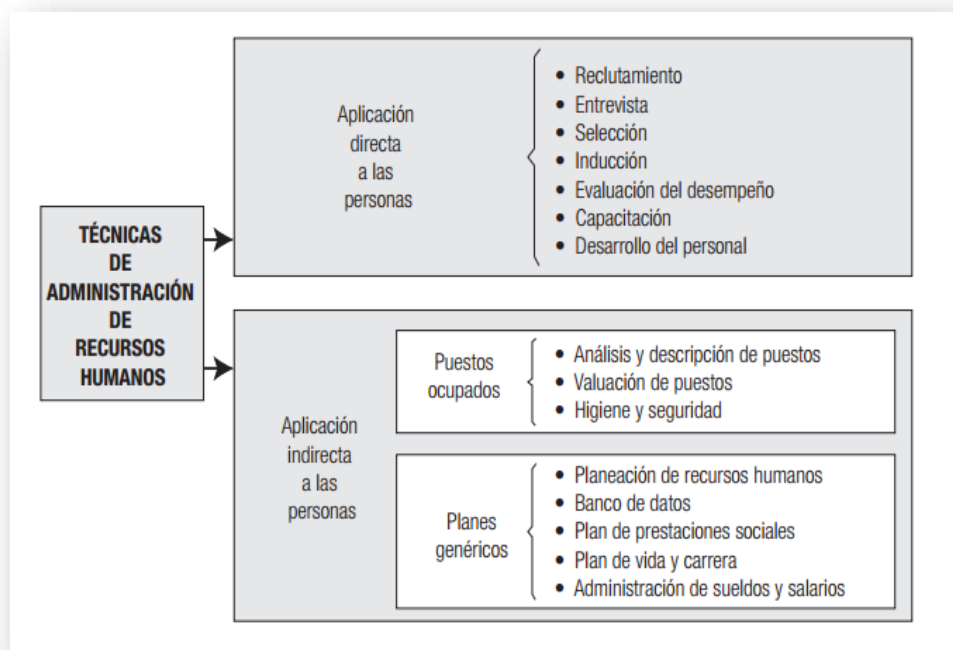 TÉCNICAS
DE
ADMINISTRACIÓN
DE
RECURSOS
HUMANOS
Aplicación
directa
a las
personas
• Reclutamiento
• Entrevista
• Selección
• Inducción
• Evaluación del desempeño
• Capacitación
• Desarrollo del personal
Aplicación
indirecta
a las
personas
Puestos
ocupados
• Análisis y descripción de puestos
• Valuación de puestos
• Higiene y seguridad
Planes
genéricos
• Planeación de recursos humanos
• Banco de datos
• Plan de prestaciones sociales
• Plan de vida y carrera
• Administración de sueldos y salarios